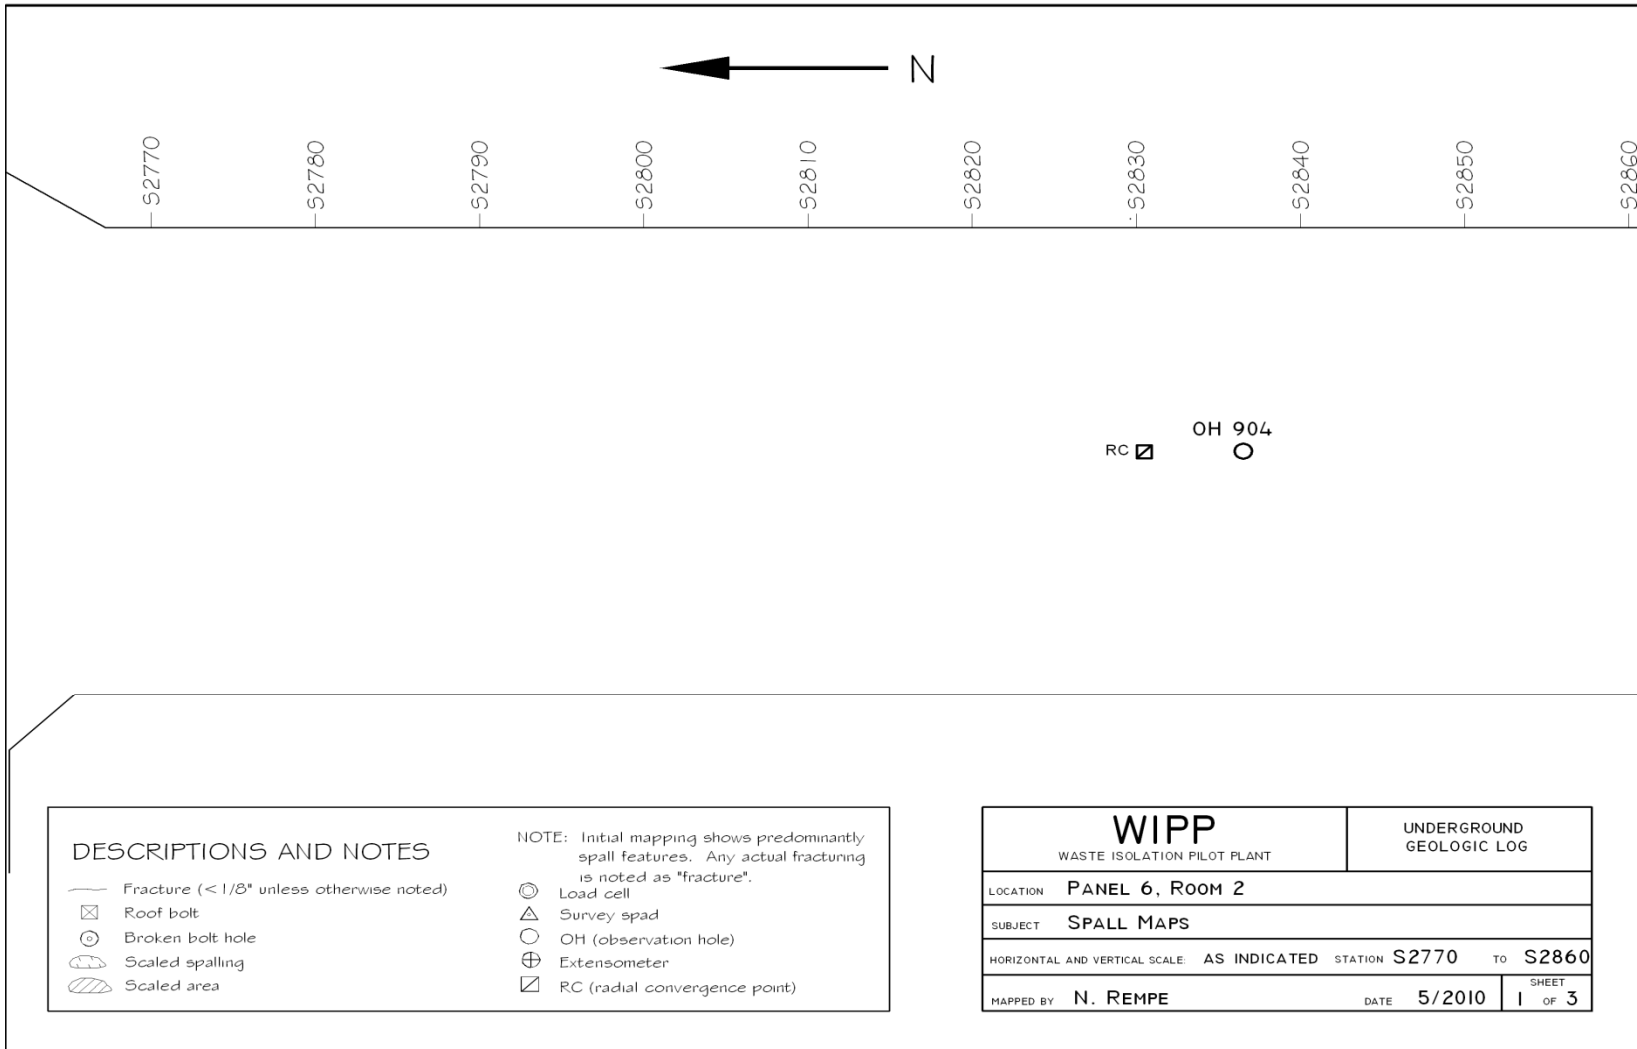 N
S2770
S2780
S2790
S2800
S2810
S2820
S2830
S2840
S2850
S2860
OH 904
RC
DESCRIPTIONS AND NOTES
Fracture (< 1/8" unless otherwise noted)
Roof bolt
Broken bolt hole
Scaled spalling
Scaled area
NOTE: Initial mapping shows predominantly
spall features. Any actual fracturing
is noted as "fracture".
Load cell
Survey spad
OH (observation hole)
Extensometer
RC (radial convergence point)
WIPP
WASTE ISOLATION PILOT PLANT
UNDERGROUND
GEOLOGIC LOG
LOCATION PANEL 6, ROOM 2
SUBJECT SPALL MAPS
HORIZONTAL AND VERTICAL SCALE: AS INDICATED STATION S2770 TO S2860
MAPPED BY N. REMPE DATE 5/2010
SHEET
1 OF 3